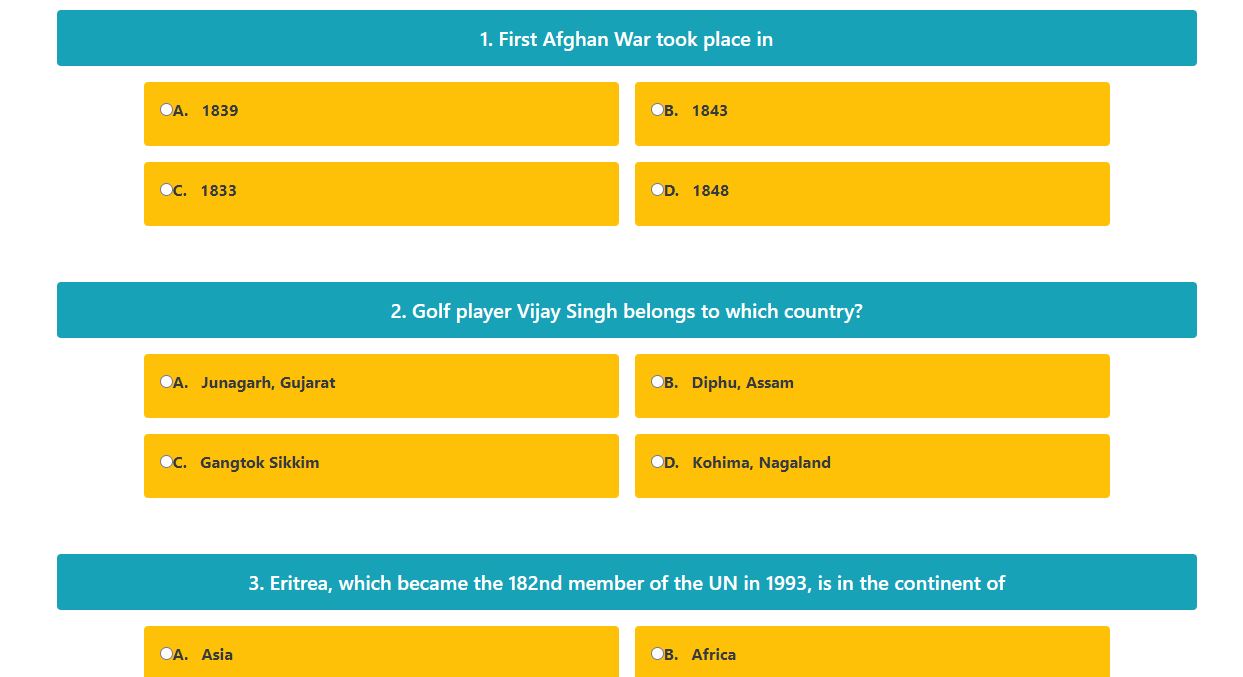 1. First Afghan War took place in
A. 1839
B. 1843
C. 1833
D. 1848
2. Golf player Vijay Singh belongs to which country?
A. Junagarh, Gujarat
B. Diphu, Assam
C. Gangtok Sikkim
D. Kohima, Nagaland
3. Eritrea, which became the 182nd member of the UN in 1993, is in the continent of
A. Asia
B. Africa